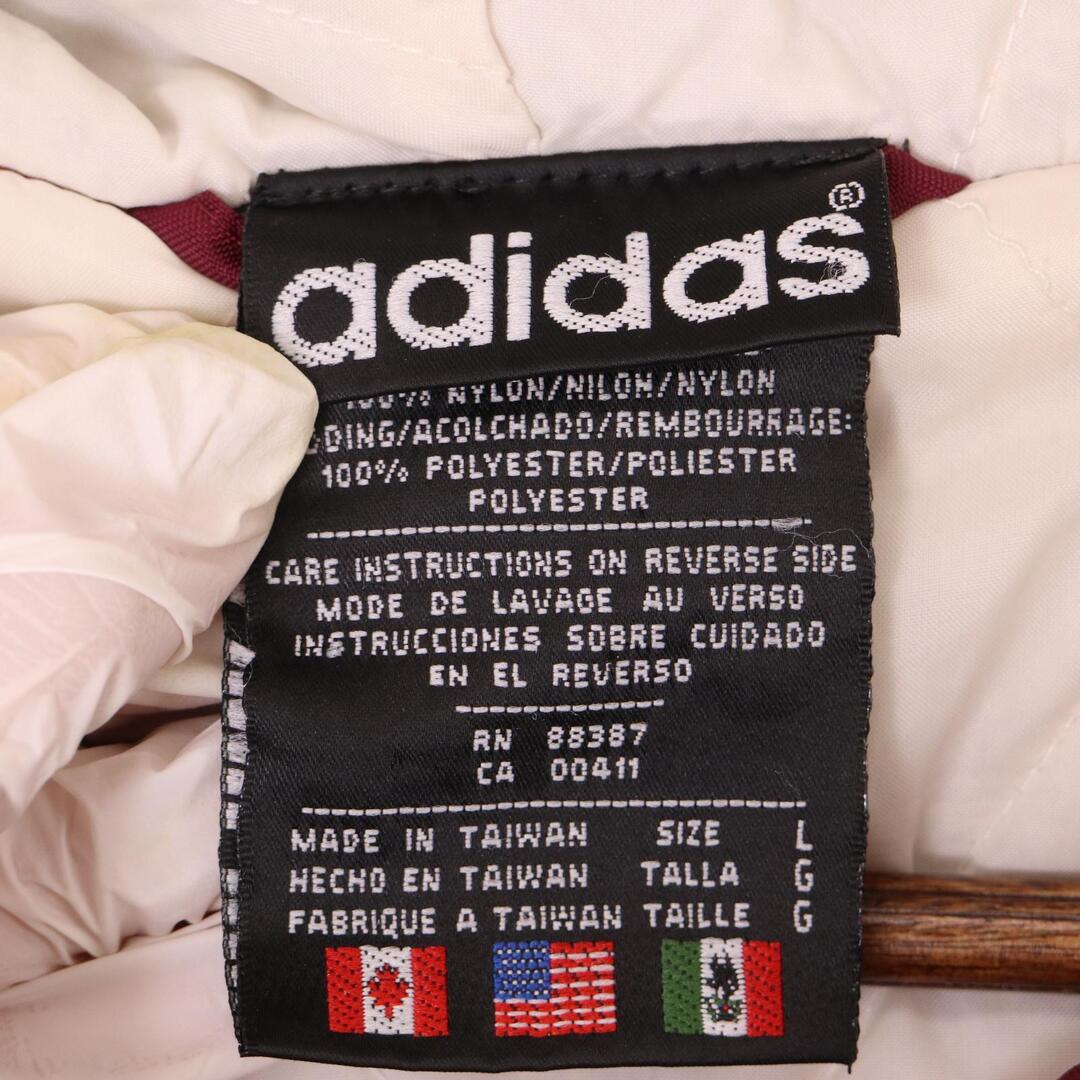 adidas®
100% NYLON/NILON/NYLON
DING/ACOLCHADO/REMBOURRAGE:
100% POLYESTER/POLIESTER
POLYESTER
CARE INSTRUCTIONS ON REVERSE SIDE
MODE DE LAVAGE AU VERSO
INSTRUCCIONES SOBRE CUIDADO
EN EL REVERSO
RN 88387
CA 00411
MADE IN TAIWAN SIZE L
HECHO EN TAIWAN TALLA G
FABRIQUE A TAIWAN TAILLE G